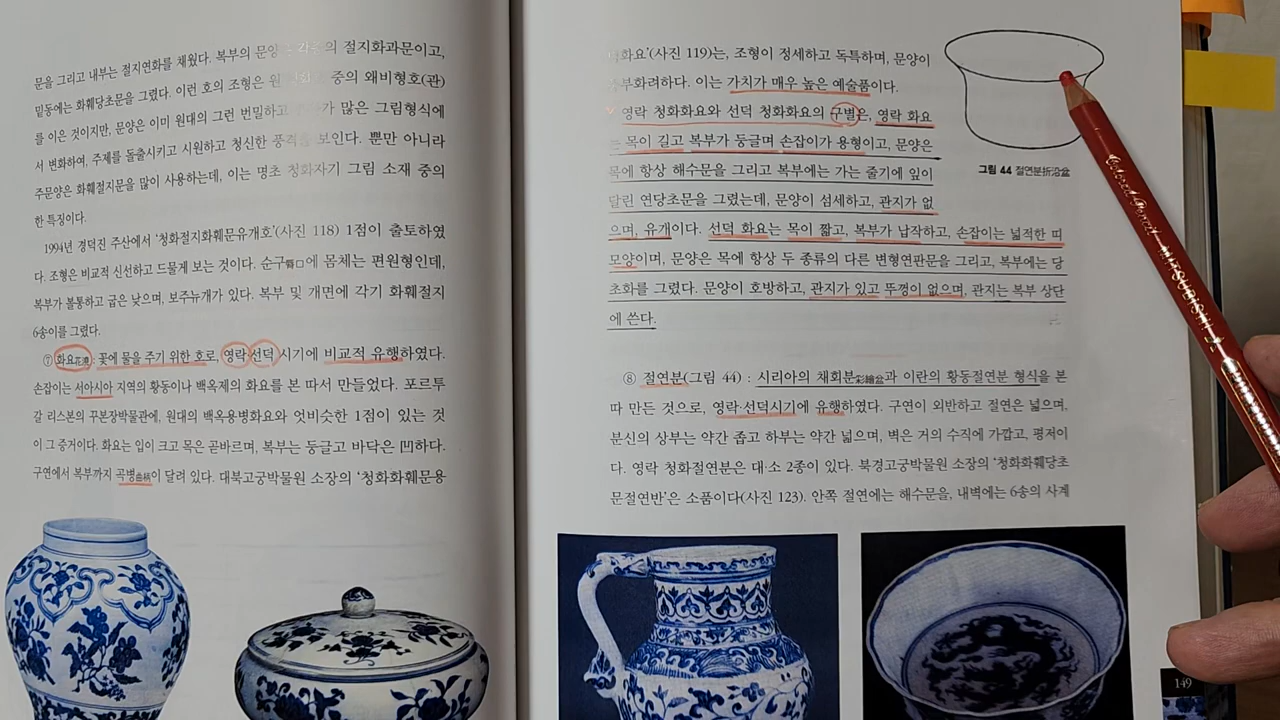 문을 그리고 내부는 절지연화를 채웠다. 복부의 문양은 각종의 절지화과문이고,
밑동에는 화훼당초문을 그렸다. 이런 호의 조형은 원 중의 왜비형호(관)
를 이은 것이지만, 문양은 이미 원대의 그런 번밀하고 가 많은 그림형식에
서 변화하여, 주제를 돌출시키고 시원하고 청신한 풍격을 보인다. 뿐만 아니라
주문양은 화훼절지문을 많이 사용하는데, 이는 명초 청화자기 그림 소재 중의
한 특징이다.
1994년 경덕진 주산에서 '청화절지화훼문유개호'(사진 118) 1점이 출토하였
다. 조형은 비교적 신선하고 드물게 보는 것이다. 순구脣口에 몸체는 편원형인데,
복부가 볼통하고 굽은 낮으며, 보주뉴개가 있다. 복부 및 개면에 각기 화훼절지
6송이를 그렸다.
⑦ 화요花澆 : 꽃에 물을 주기 위한 호로, 영락·선덕 시기에 비교적 유행하였다.
손잡이는 서아시아 지역의 황동이나 백옥제의 화요를 본 따서 만들었다. 포르투
갈 리스본의 꾸본장박물관에, 원대의 백옥용병화요와 엇비슷한 1점이 있는 것
이 그 증거이다. 화요는 입이 크고 목은 곧바르며, 복부는 둥글고 바닥은 凹하다.
구연에서 복부까지 곡병曲柄이 달려 있다. 대북고궁박물원 소장의 '청화화훼문용
병화요'(사진 119)는, 조형이 정세하고 독특하며, 문양이
풍부화려하다. 이는 가치가 매우 높은 예술품이다.
영락 청화화요와 선덕 청화화요의 구별은, 영락 화요
는 목이 길고 복부가 둥글며 손잡이가 용형이고, 문양은
목에 항상 해수문을 그리고 복부에는 가는 줄기에 잎이
달린 연당초문을 그렸는데, 문양이 섬세하고, 관지가 없
으며, 유개이다. 선덕 화요는 목이 짧고, 복부가 납작하고, 손잡이는 넓적한 띠
모양이며, 문양은 목에 항상 두 종류의 다른 변형연판문을 그리고, 복부에는 당
초화를 그렸다. 문양이 호방하고, 관지가 있고 뚜껑이 없으며, 관지는 복부 상단
에 쓴다.
그림 44 절연분折沿盆
⑧ 절연분(그림 44) : 시리아의 채회분彩繪盆과 이란의 황동절연분 형식을 본
따 만든 것으로, 영락·선덕시기에 유행하였다. 구연이 외반하고 절연은 넓으며,
분신의 상부는 약간 좁고 하부는 약간 넓으며, 벽은 거의 수직에 가깝고, 평저이
다. 영락 청화절연분은 대·소 2종이 있다. 북경고궁박물원 소장의 '청화화훼당초
문절연반'은 소품이다(사진 123). 안쪽 절연에는 해수문을, 내벽에는 6송의 사계
149